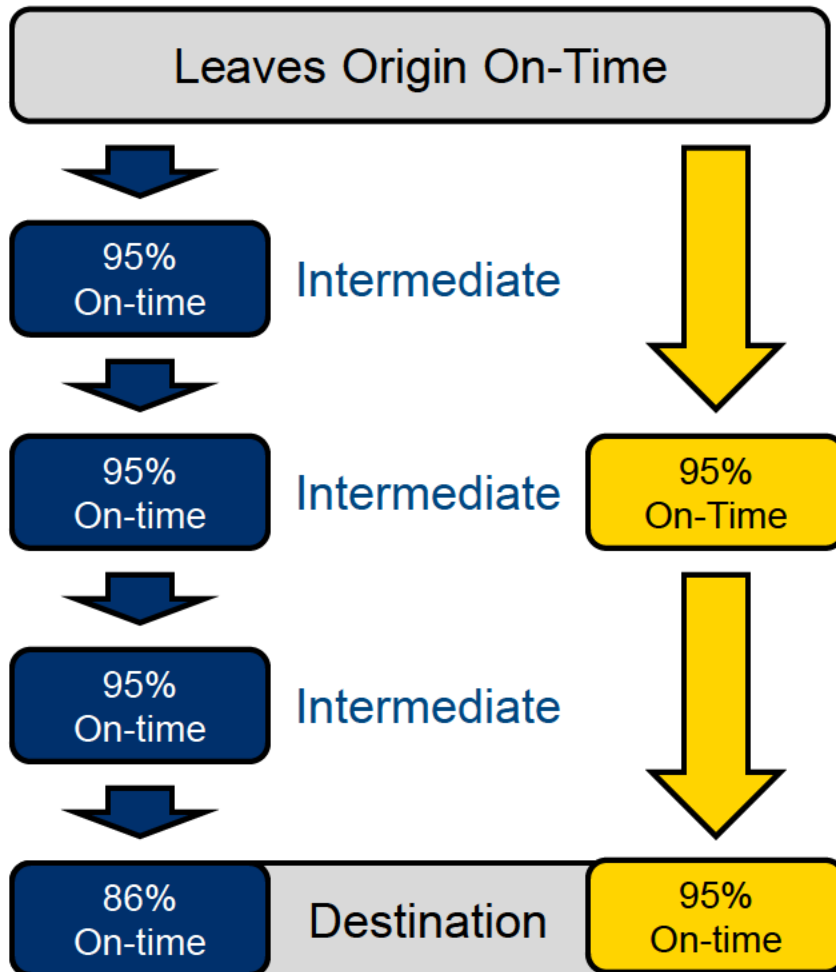 Leaves Origin On-Time
95%
On-time
Intermediate
95%
On-time
Intermediate
95%
On-Time
95%
On-time
Intermediate
86%
On-time
Destination
95%
On-time